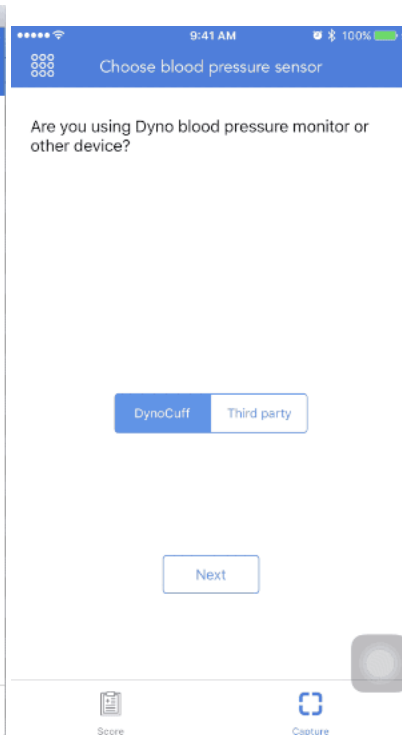 9:41 AM
100%
Choose blood pressure sensor
Are you using Dyno blood pressure monitor or
other device?
DynoCuff
Third party
Next
Score
Capture